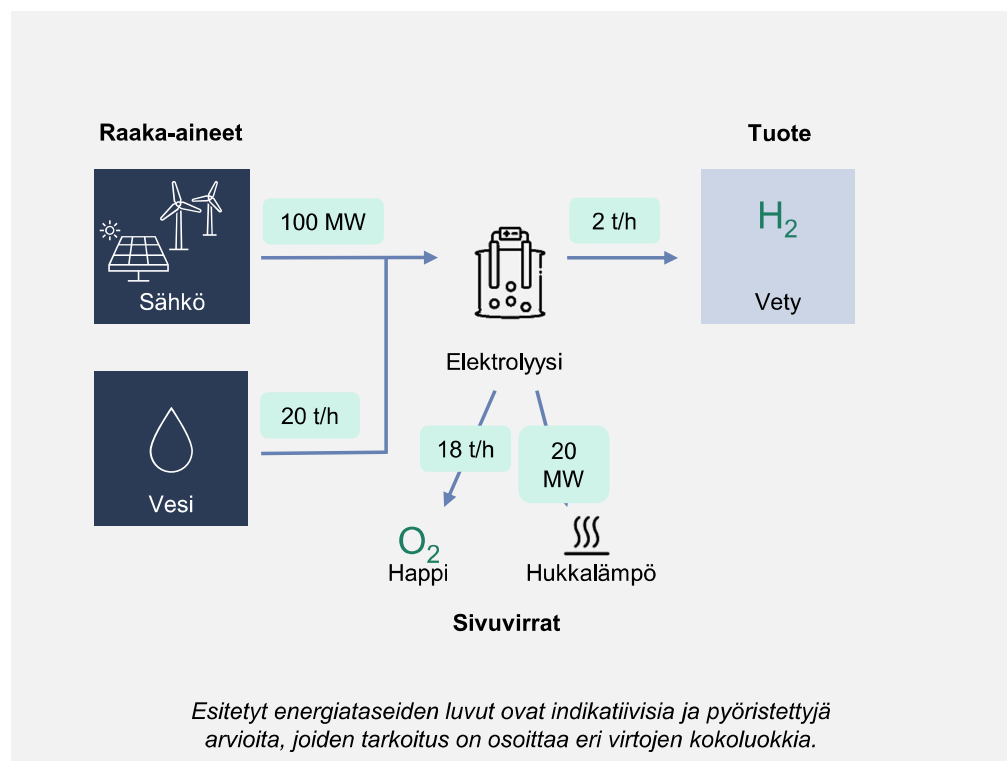 Raaka-aineet
Tuote
100 MW
2 t/h
H₂
Sähkö
Vety
Elektrolyysi
20 t/h
Vesi
18 t/h
20
MW
O₂
Happi
Hukkalämpö
Sivuvirrat
Esitetyt energiataseiden luvut ovat indikatiivisia ja pyöristettyjä
arvioita, joiden tarkoitus on osoittaa eri virtojen kokoluokkia.